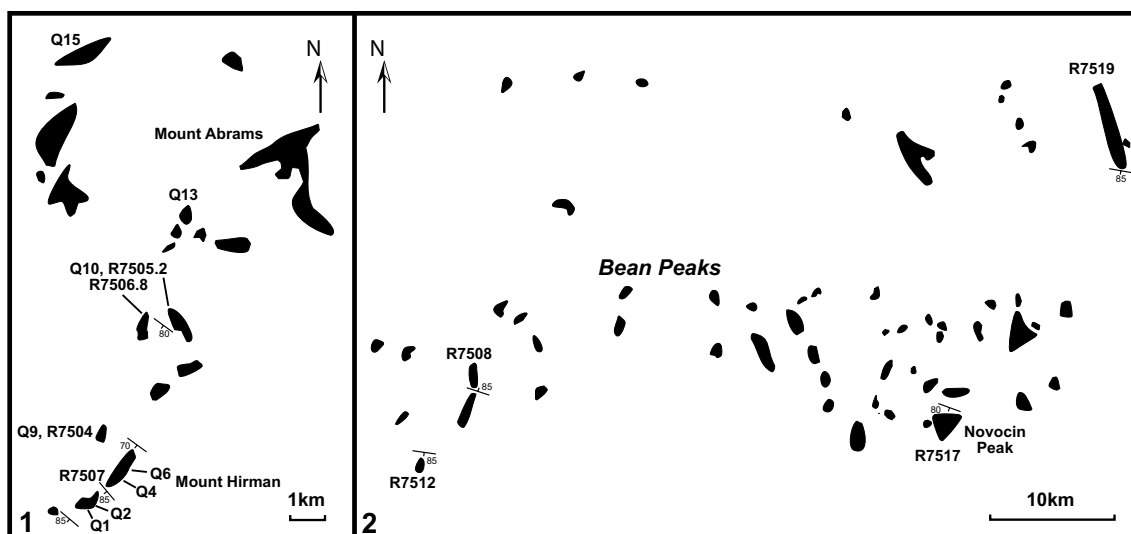 Q15
N
Mount Abrams
Q13
Q10, R7505.2
R7506.8
80
Q9, R7504
70
R7507
Q6
Mount Hirman
Q4
85
Q2
85
Q1
1km
1
N
R7519
85
Bean Peaks
R7508
85
80
Novocin
Peak
R7517
85
R7512
10km
2